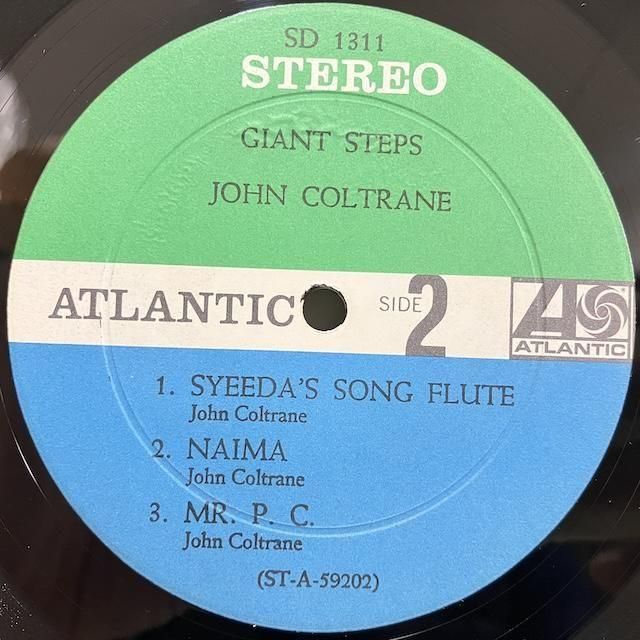 SD 1311
STEREO
GIANT STEPS
JOHN COLTRANE
ATLANTIC SIDE 2 ATLANTIC
1. SYEEDA'S SONG FLUTE
John Coltrane
2. NAIMA
John Coltrane
3. MR. P. C.
John Coltrane
(ST-A-59202)